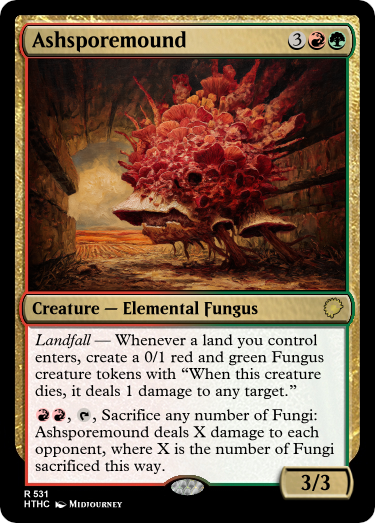 Ashsporemound 3
Creature — Elemental Fungus
Landfall — Whenever a land you control
enters, create a 0/1 red and green Fungus
creature tokens with “When this creature
dies, it deals 1 damage to any target.”
, , Sacrifice any number of Fungi:
Ashsporemound deals X damage to each
opponent, where X is the number of Fungi
sacrificed this way.
3/3
R 531
HTHC Midjourney